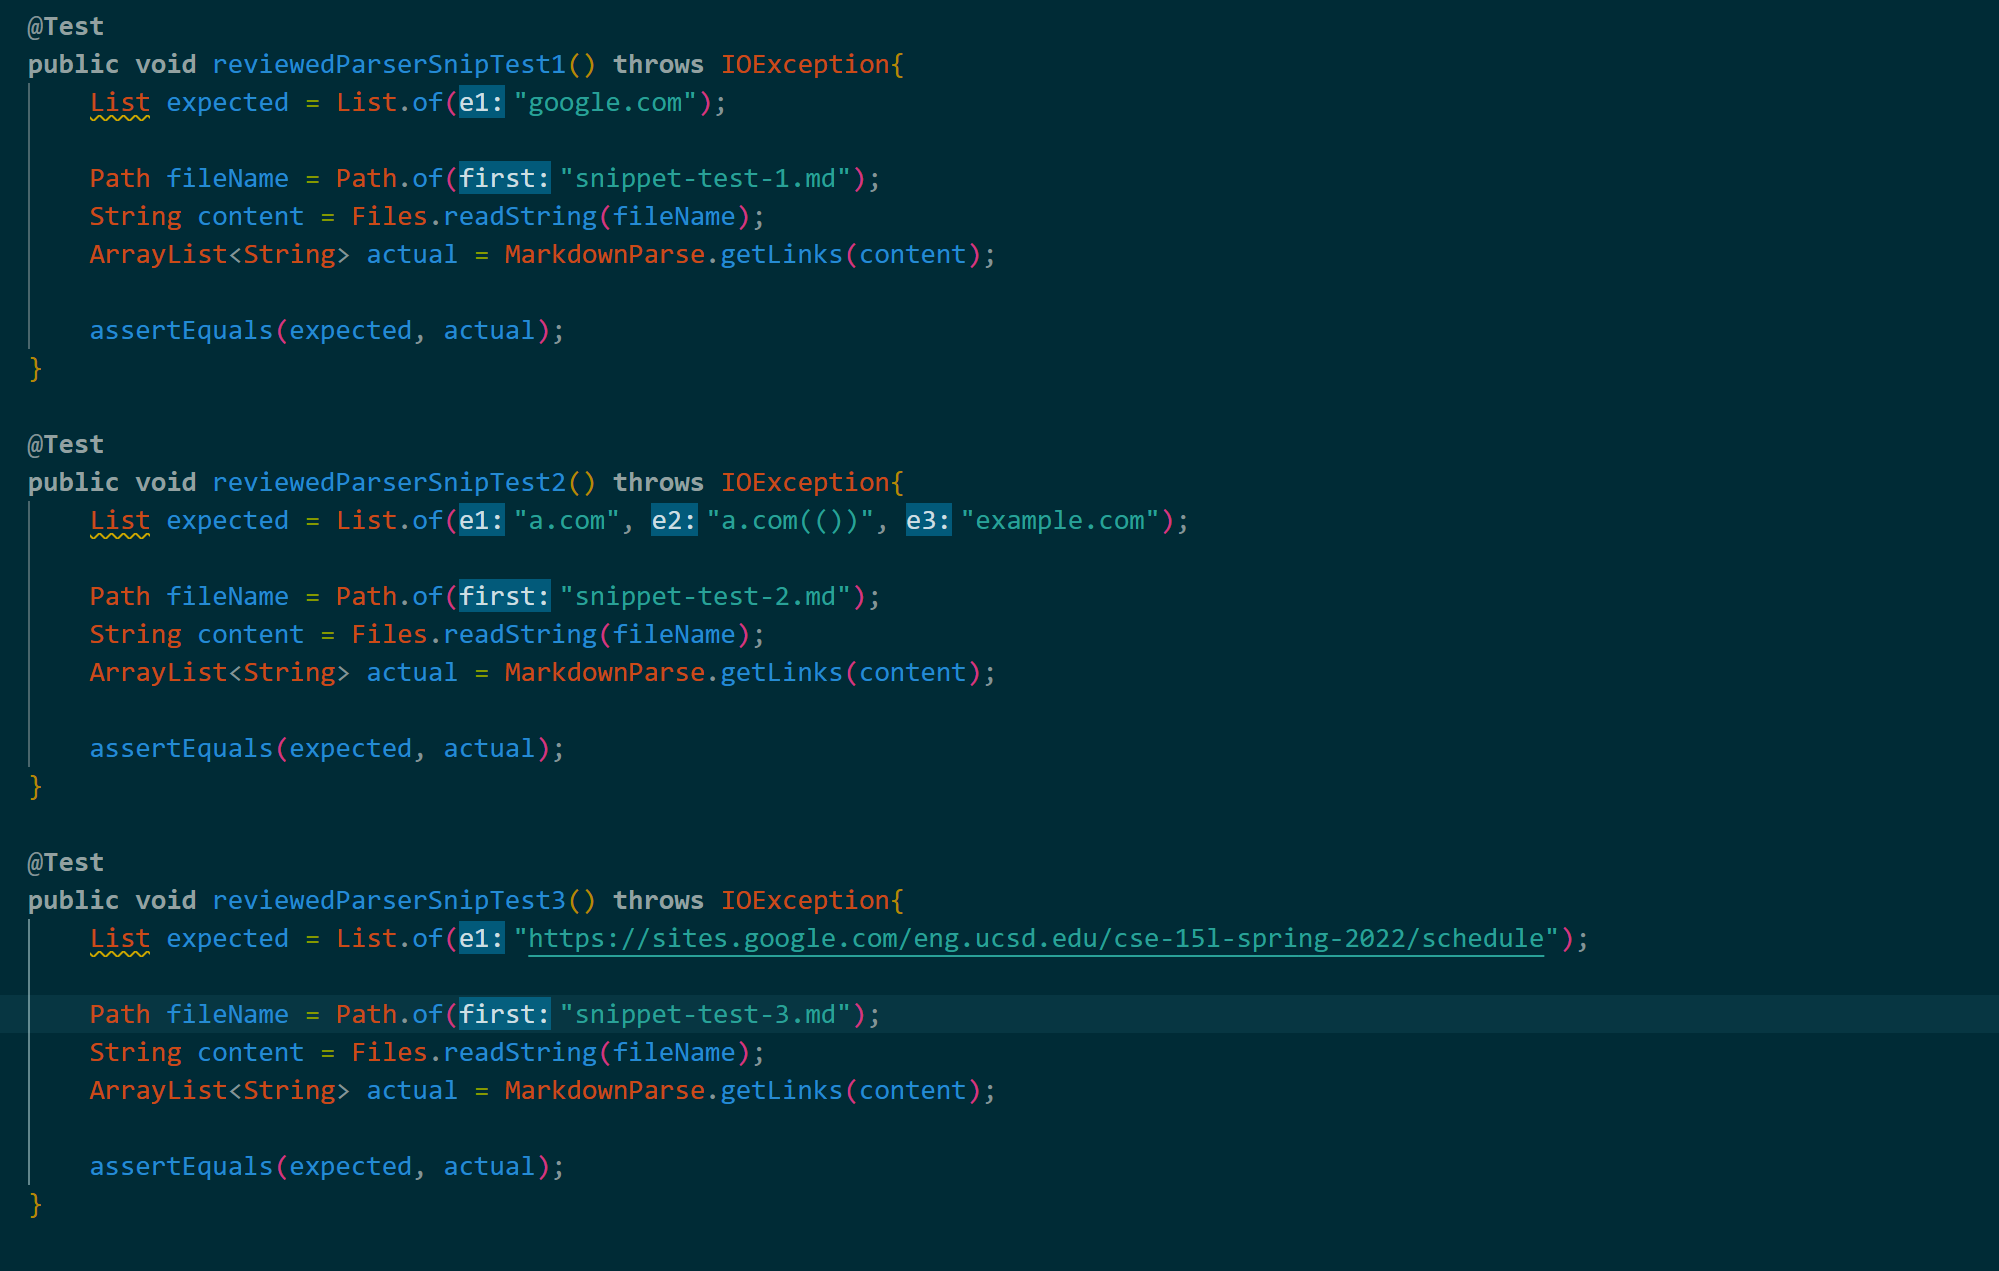 @Test
public void reviewedParserSnipTest1() throws IOException{
    List expected = List.of(e1: "google.com");

    Path fileName = Path.of(first: "snippet-test-1.md");
    String content = Files.readString(fileName);
    ArrayList<String> actual = MarkdownParse.getLinks(content);

    assertEquals(expected, actual);
}

@Test
public void reviewedParserSnipTest2() throws IOException{
    List expected = List.of(e1: "a.com", e2: "a.com(())", e3: "example.com");

    Path fileName = Path.of(first: "snippet-test-2.md");
    String content = Files.readString(fileName);
    ArrayList<String> actual = MarkdownParse.getLinks(content);

    assertEquals(expected, actual);
}

@Test
public void reviewedParserSnipTest3() throws IOException{
    List expected = List.of(e1: "https://sites.google.com/eng.ucsd.edu/cse-15l-spring-2022/schedule");

    Path fileName = Path.of(first: "snippet-test-3.md");
    String content = Files.readString(fileName);
    ArrayList<String> actual = MarkdownParse.getLinks(content);

    assertEquals(expected, actual);
}